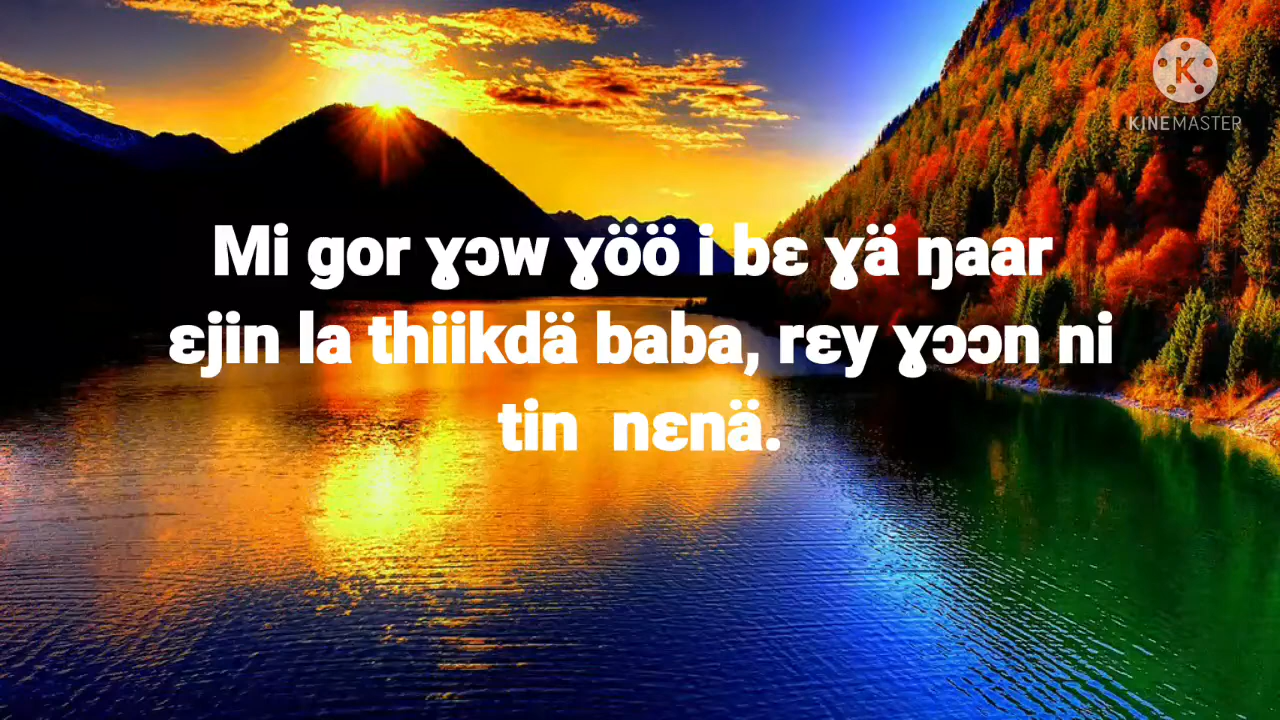 KINEMASTER
Mi gor ɣɔw ɣöö i bɛ ɣä ŋaar
ɛjin la thiikdä baba, rɛy ɣɔɔn ni
tin nɛnä.